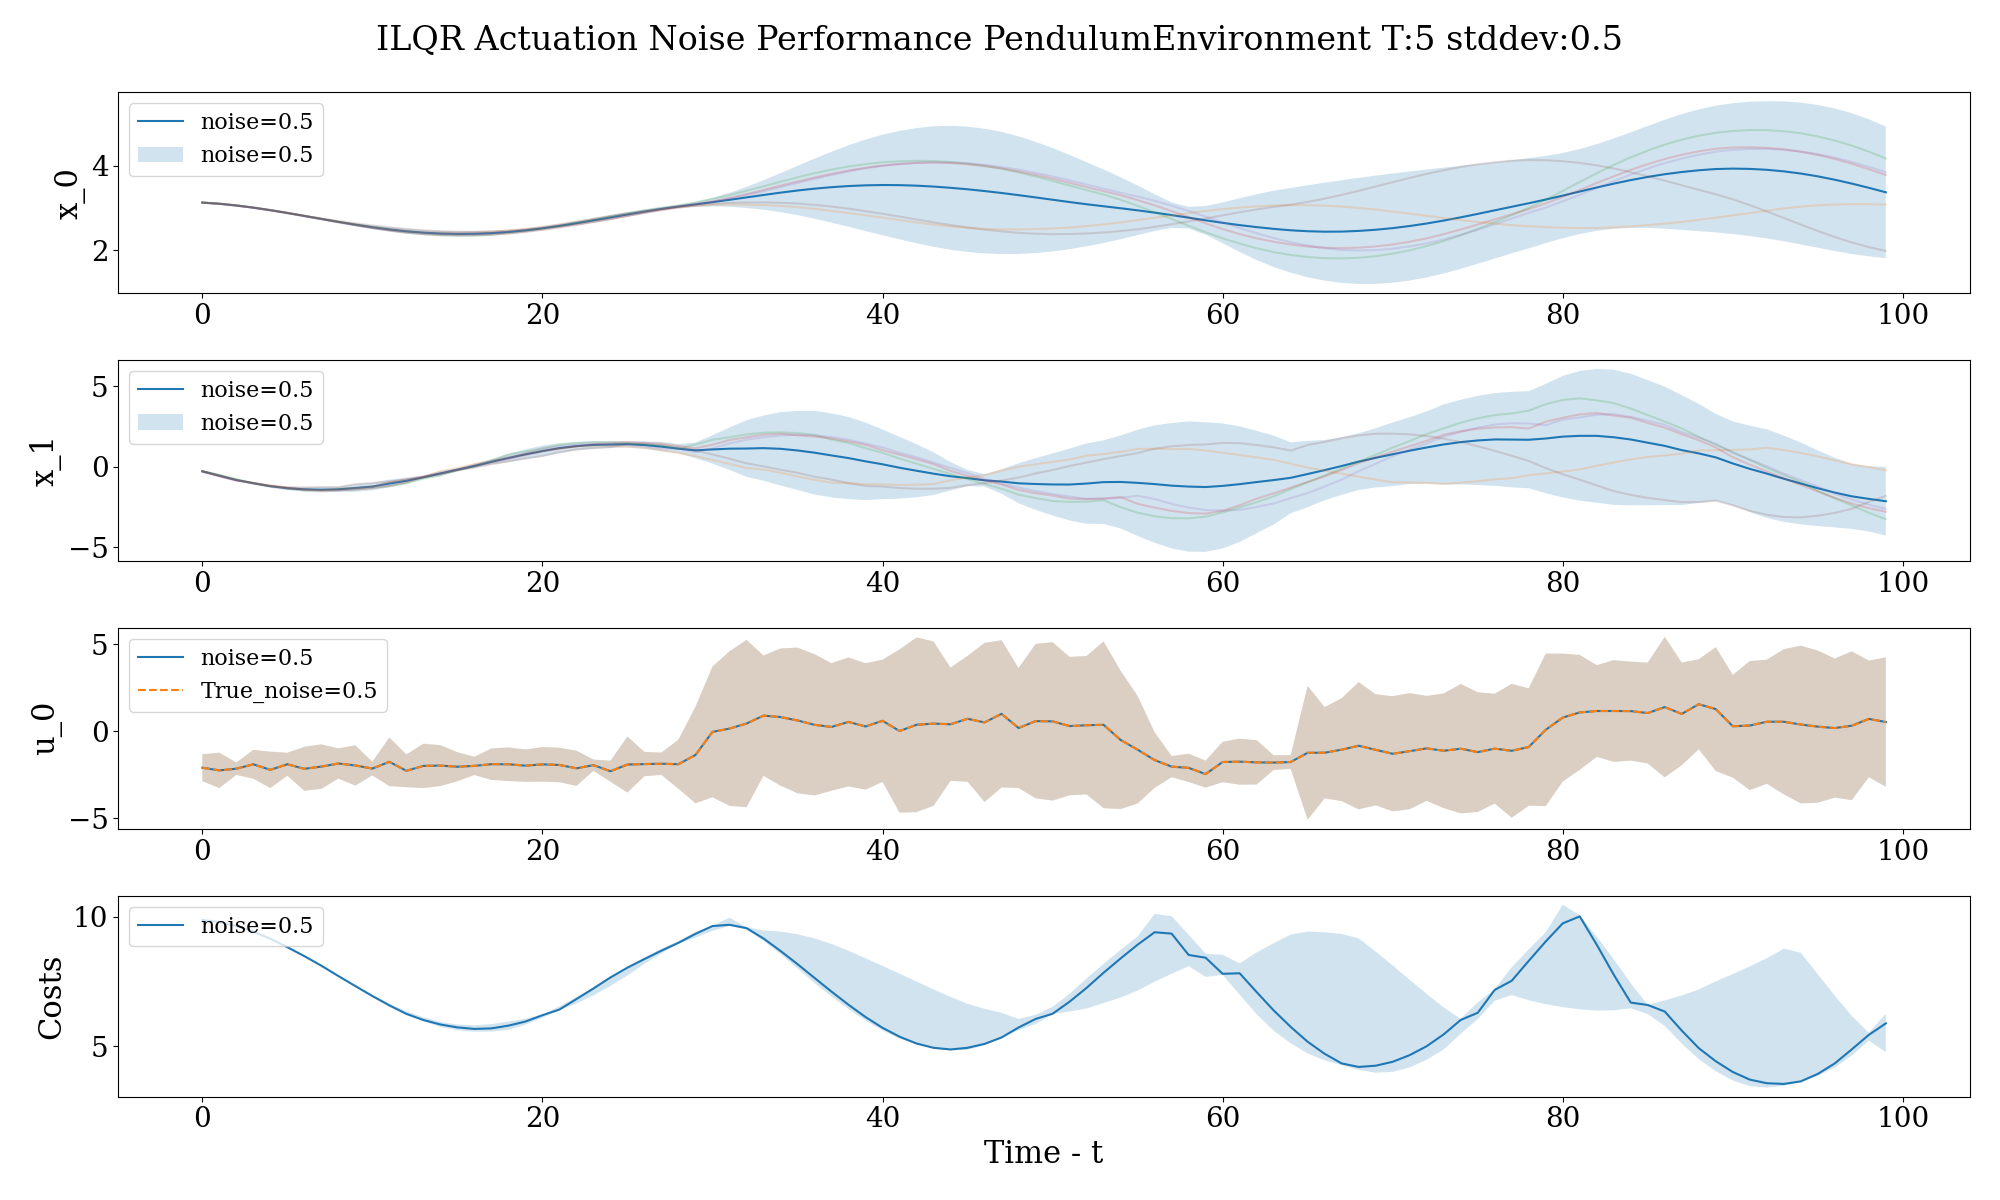 ILQR Actuation Noise Performance PendulumEnvironment T:5 stddev:0.5
noise=0.5
noise=0.5
x_0
4
2
0 20 40 60 80 100
noise=0.5
noise=0.5
x_1
5
0
−5
0 20 40 60 80 100
noise=0.5
True_noise=0.5
u_0
5
0
−5
0 20 40 60 80 100
noise=0.5
Costs
10
5
0 20 40 60 80 100
Time - t